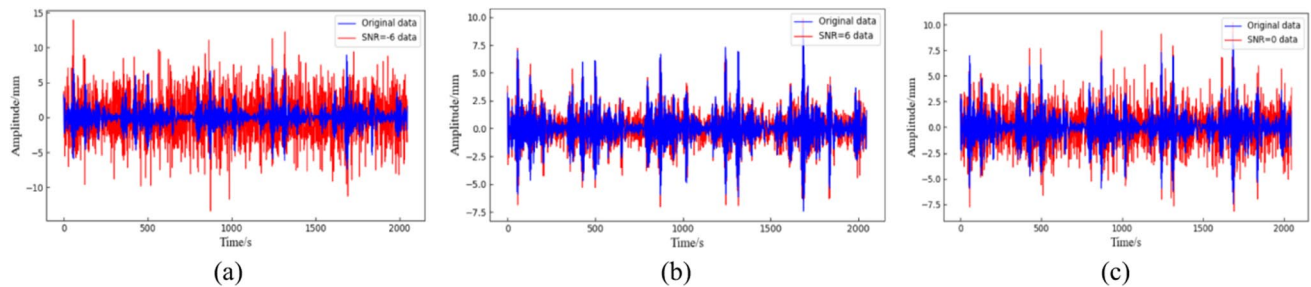 Original data
SNR=-6 data
15
10
5
0
−5
−10
Amplitude/mm
0
500
1000
1500
2000
Time/s
(a)
Original data
SNR=6 data
10.0
7.5
5.0
2.5
0.0
−2.5
−5.0
−7.5
Amplitude/mm
0
500
1000
1500
2000
Time/s
(b)
Original data
SNR=0 data
10.0
7.5
5.0
2.5
0.0
−2.5
−5.0
−7.5
Amplitude/mm
0
500
1000
1500
2000
Time/s
(c)